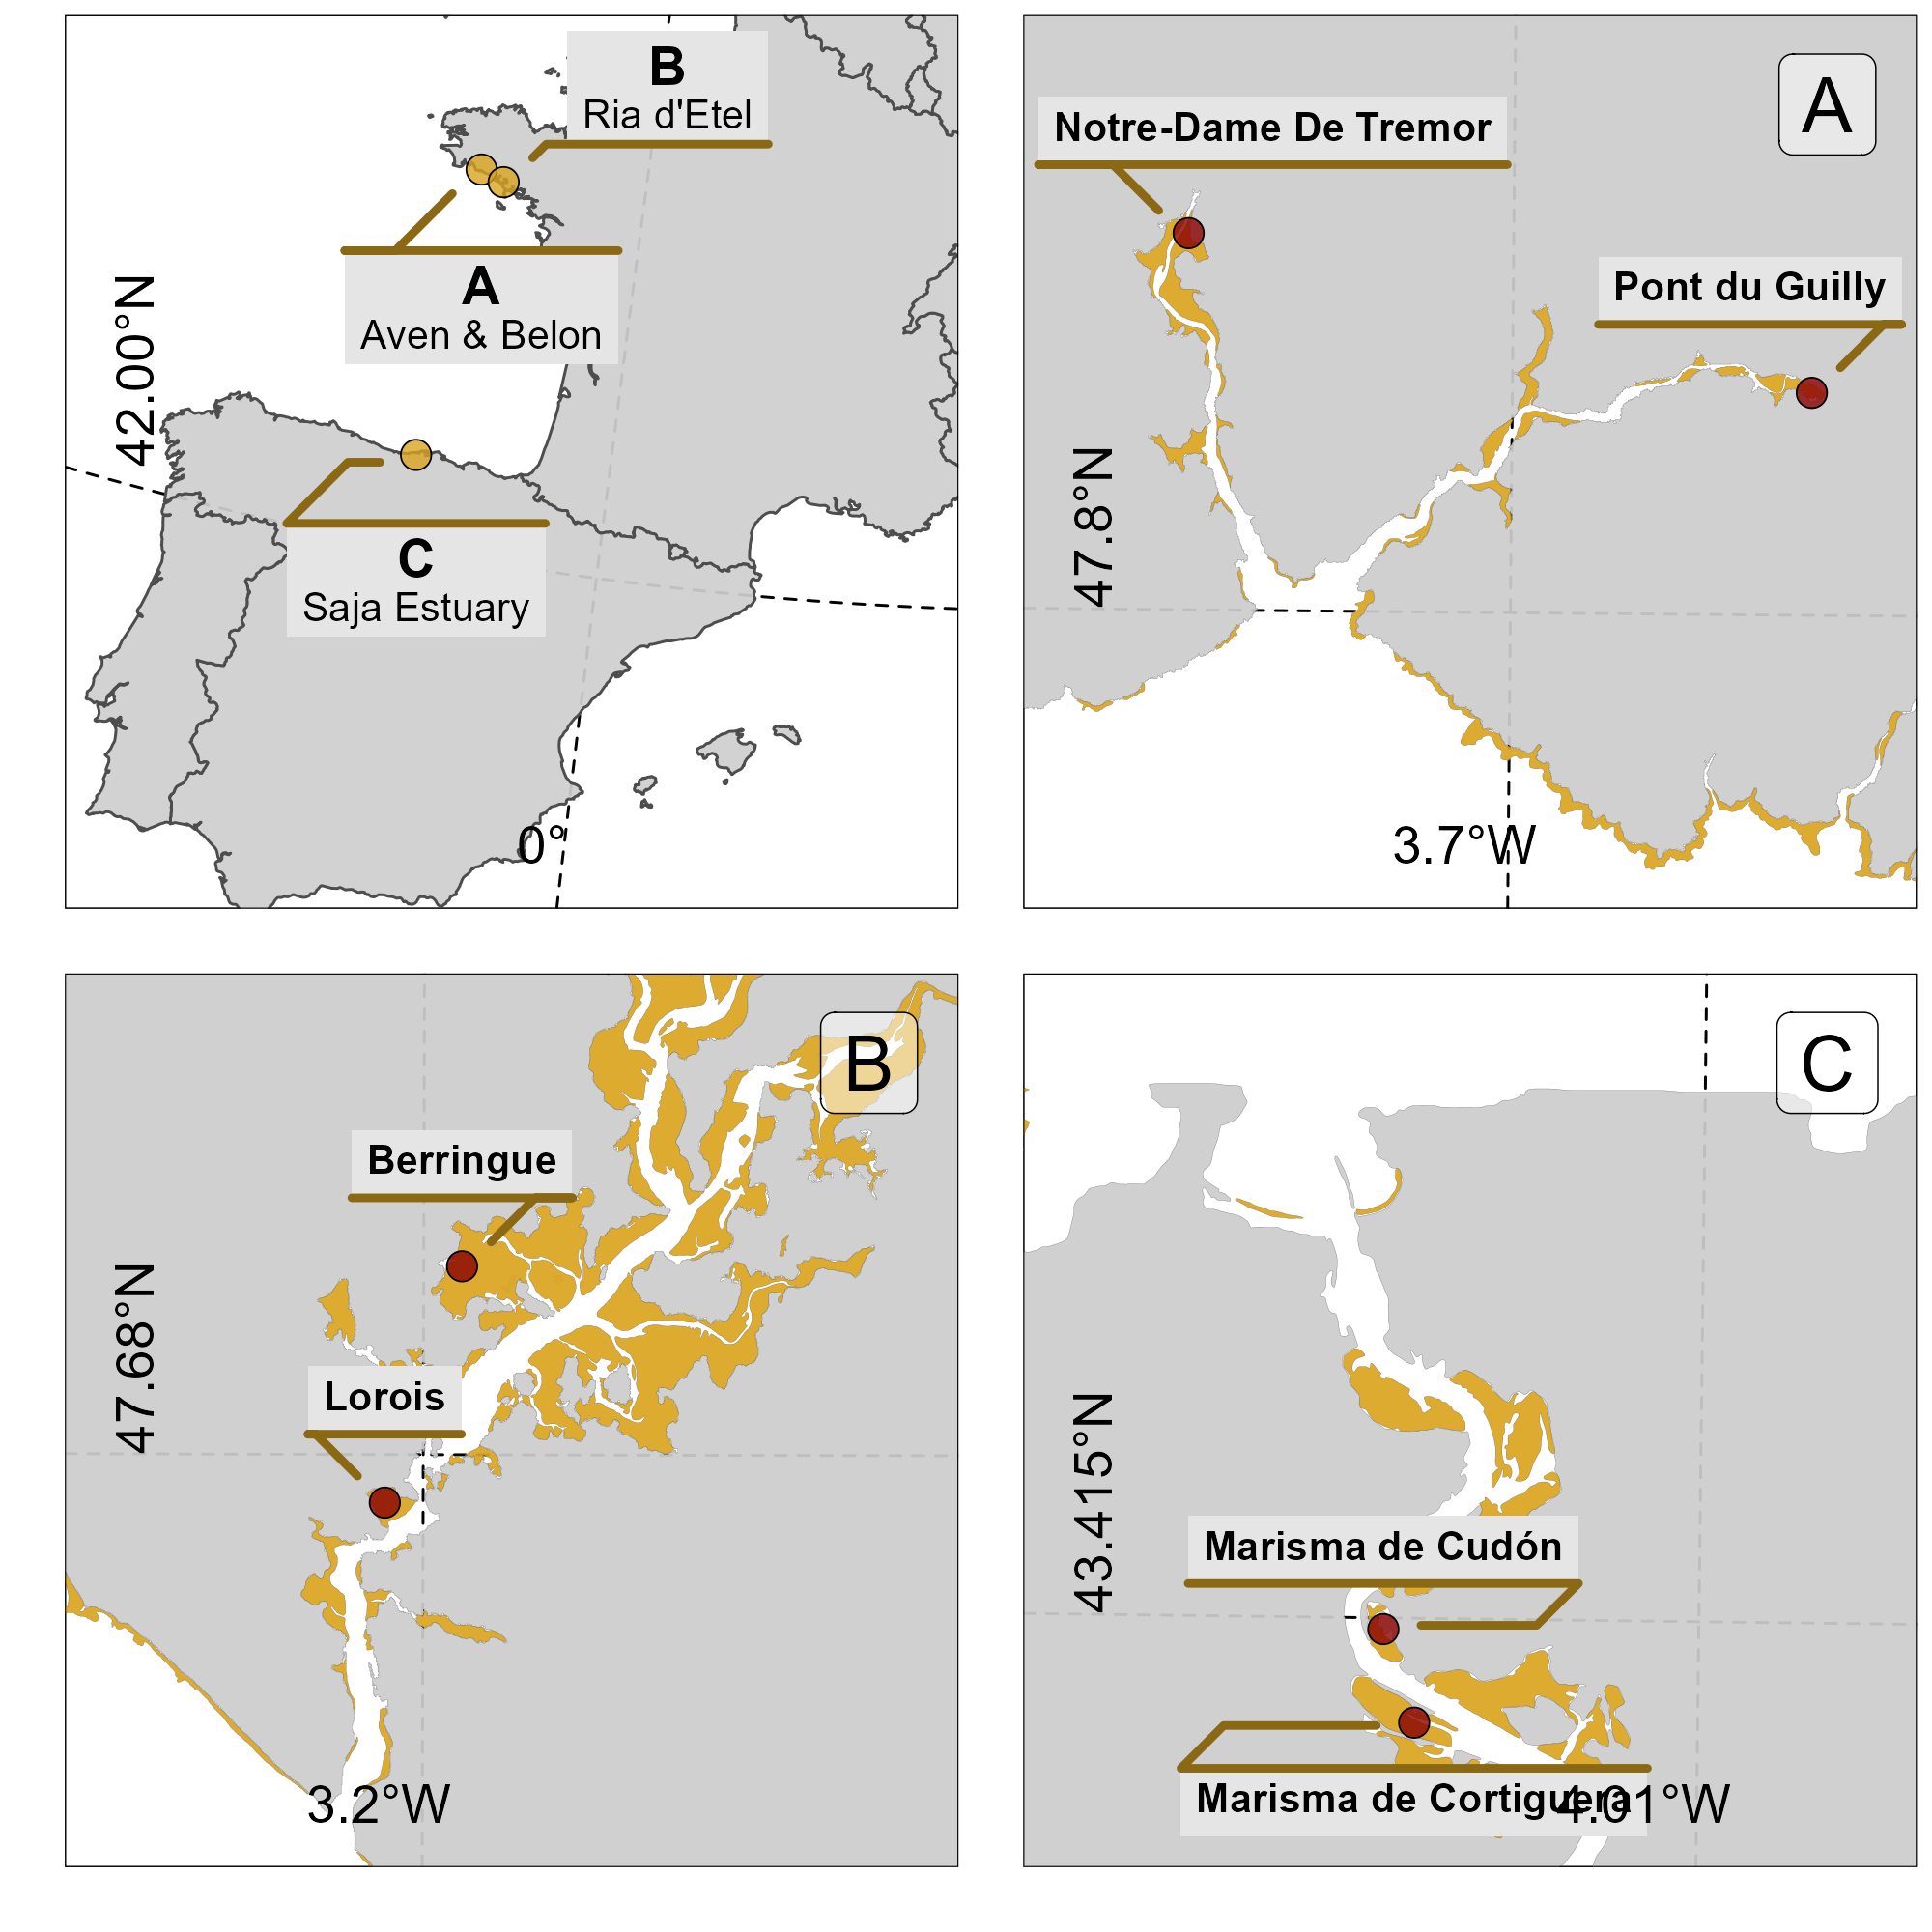 B
Ria d'Etel
A
Aven & Belon
42.00°N
C
Saja Estuary
0°
A
Notre-Dame De Tremor
Pont du Guilly
47.8°N
3.7°W
B
Berringue
47.68°N
Lorois
3.2°W
C
43.415°N
Marisma de Cudón
Marisma de Cortiguera
4.01°W